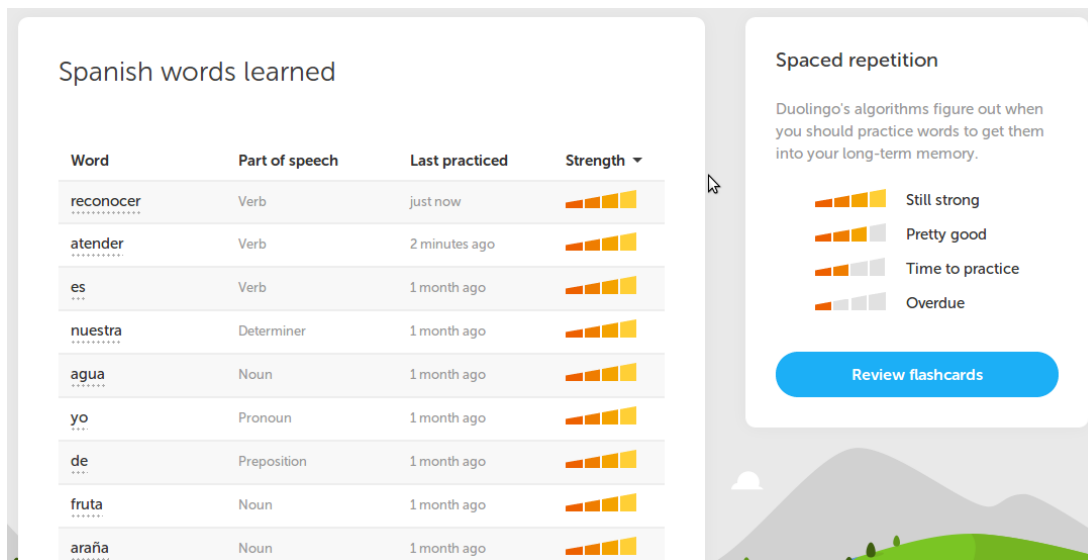 Spanish words learned
Word Part of speech Last practiced Strength
reconocer Verb just now
atender Verb 2 minutes ago
es Verb 1 month ago
nuestra Determiner 1 month ago
agua Noun 1 month ago
yo Pronoun 1 month ago
de Preposition 1 month ago
fruta Noun 1 month ago
araña Noun 1 month ago
Spaced repetition
Duolingo's algorithms figure out when
you should practice words to get them
into your long-term memory.
Still strong
Pretty good
Time to practice
Overdue
Review flashcards